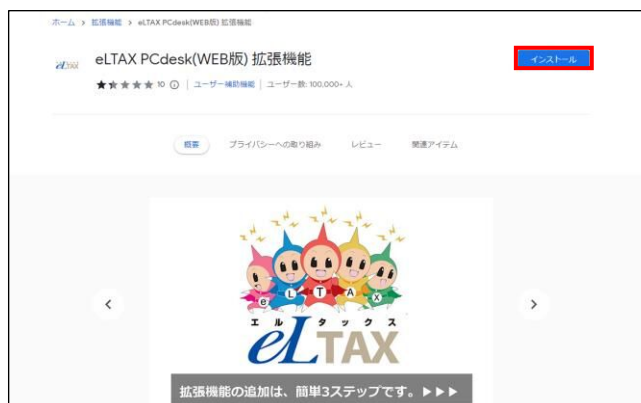 ホーム > 拡張機能 > eLTAX PCdesk(WEB版) 拡張機能
eLTAX
eLTAX PCdesk(WEB版) 拡張機能
インストール
10 ユーザー補助機能 ユーザー数: 100,000+ 人
概要 プライバシーへの取り組み レビュー 関連アイテム
e L T A X
エルタックス
eLTAX
拡張機能の追加は、簡単3ステップです。▶▶▶